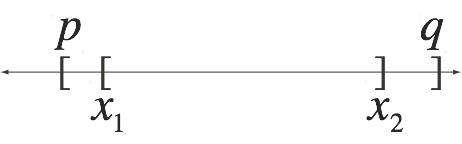 p q
[ [ ] ]
x₁ x₂